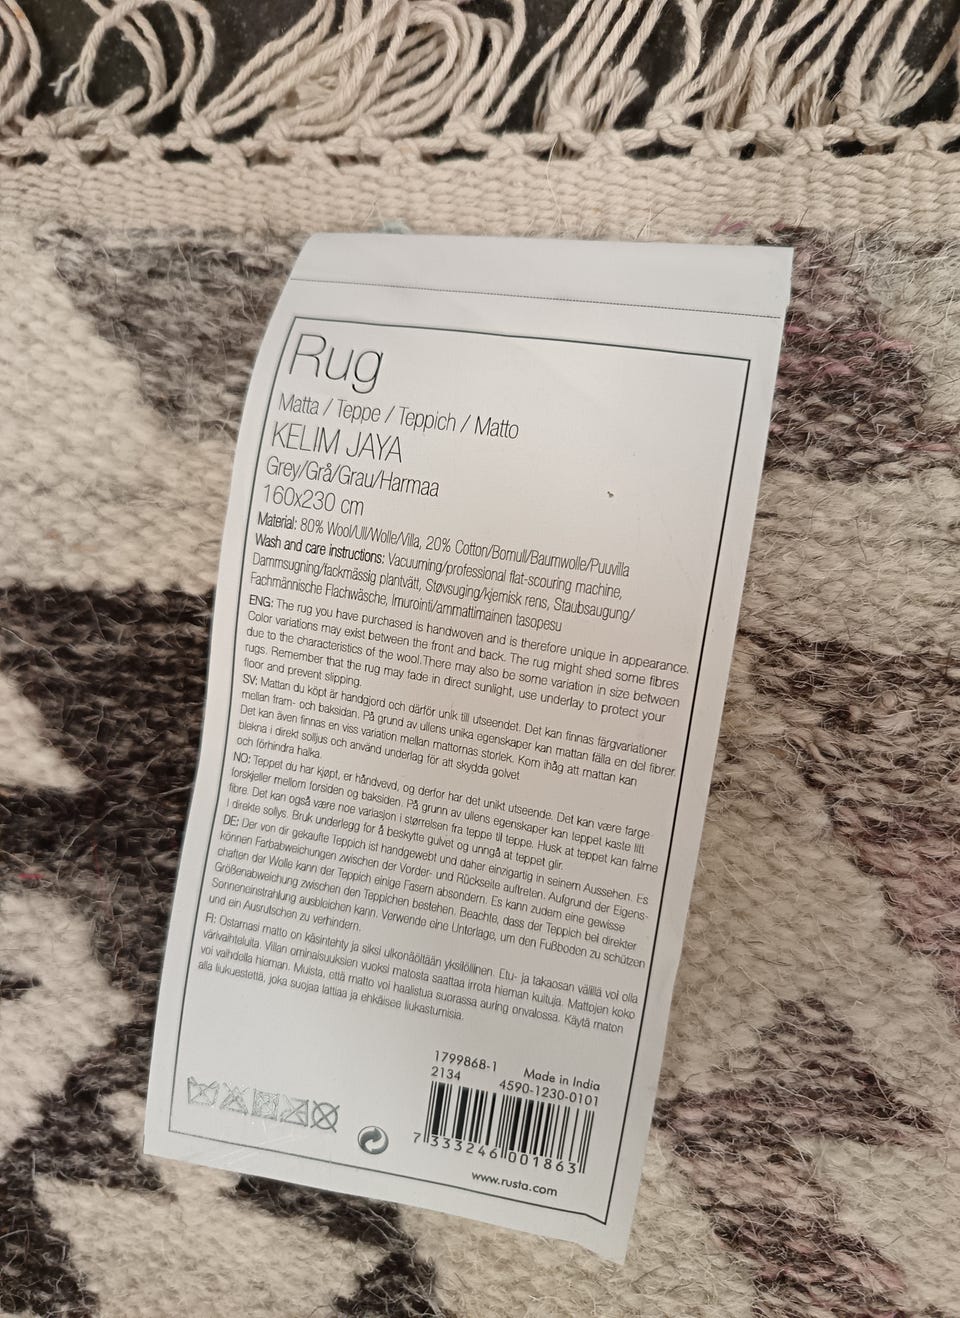 Rug
Matta / Teppe / Teppich / Matto
KELIM JAYA
Grey/Grå/Grau/Harmaa
160x230 cm
Material: 80% Wool/Ull/Wolle/Villa, 20% Cotton/Bomull/Baumwolle/Puuvilla
Wash and care instructions: Vacuuming/professional flat-scouring machine,
Dammsugning/fackmässig plantvätt, Støvsuging/kjemisk rens, Staubsaugung/
Fachmännische Flachwäsche, Imurointi/ammattimainen tasopesu
ENG: The rug you have purchased is handwoven and is therefore unique in appearance.
Color variations may exist between the front and back. The rug might shed some fibres
due to the characteristics of the wool.There may also be some variation in size between
rugs. Remember that the rug may fade in direct sunlight, use underlay to protect your
floor and prevent slipping.
SV: Mattan du köpt är handgjord och därför unik till utseendet. Det kan finnas färgvariationer
mellan fram- och baksidan. På grund av ullens unika egenskaper kan mattan fälla en del fibrer.
Det kan även finnas en viss variation mellan mattornas storlek. Kom ihåg att mattan kan
blekna i direkt solljus och använd underlag för att skydda golvet
och förhindra halka.
NO: Teppet du har kjøpt, er håndvevd, og derfor har det unikt utseende. Det kan være farge-
forskjeller mellom forsiden og baksiden. På grunn av ullens egenskaper kan teppet kaste litt
fibre. Det kan også være noe variasjon i størrelsen fra teppe til teppe. Husk at teppet kan falme
i direkte sollys. Bruk underlegg for å beskytte gulvet og unngå at teppet glir.
DE: Der von dir gekaufte Teppich ist handgewebt und daher einzigartig in seinem Aussehen. Es
können Farbabweichungen zwischen der Vorder- und Rückseite auftreten. Aufgrund der Eigens-
chaften der Wolle kann der Teppich einige Fasern absondern. Es kann zudem eine gewisse
Größenabweichung zwischen den Teppichen bestehen. Beachte, dass der Teppich bei direkter
Sonneneinstrahlung ausbleichen kann. Verwende eine Unterlage, um den Fußboden zu schützen
und ein Ausrutschen zu verhindern.
FI: Ostamasi matto on käsintehty ja siksi ulkonäöltään yksilöllinen. Etu- ja takaosan välillä voi olla
värivaihteluita. Villan ominaisuuksien vuoksi matosta saattaa irrota hieman kuituja. Mattojen koko
voi vaihdella hieman. Muista, että matto voi haalistua suorassa auring onvalossa. Käytä maton
alla liukuestettä, joka suojaa lattiaa ja ehkäisee liukastumisia.
1799868-1 Made in India
2134 4590-1230-0101
7 333246 001863
www.rusta.com